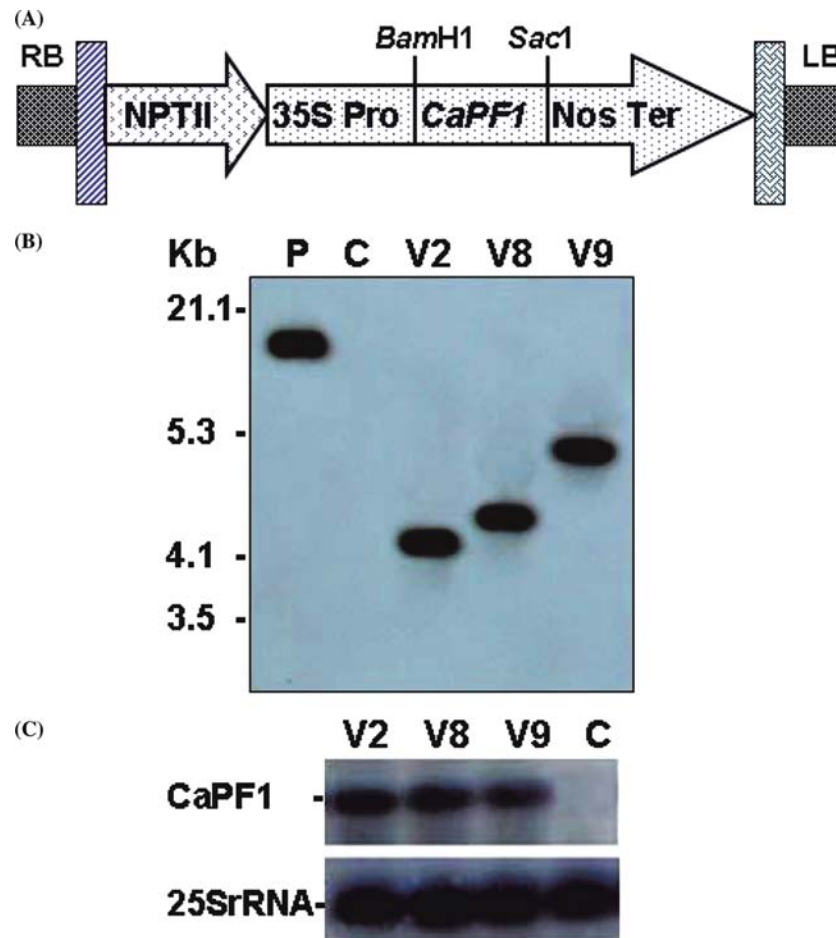 (A)
BamH1 Sac1
RB LB
NPTII 35S Pro CaPF1 Nos Ter
(B)
Kb P C V2 V8 V9
21.1-
5.3 -
4.1 -
3.5 -
(C)
V2 V8 V9 C
CaPF1 -
25SrRNA-